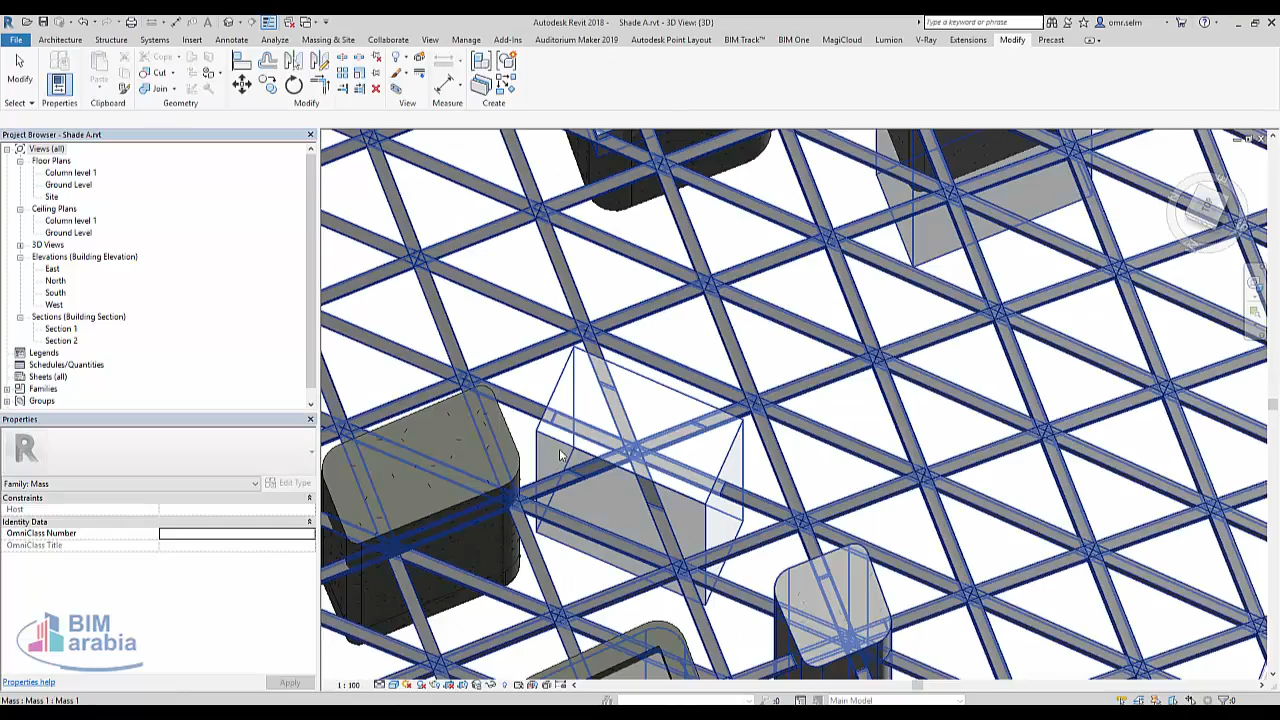 Autodesk Revit 2018 - Shade A.rvt - 3D View: {3D}
Type a keyword or phrase
omr.selm
File Architecture Structure Systems Insert Annotate Analyze Massing & Site Collaborate View Manage Add-Ins Auditorium Maker 2019 Autodesk Point Layout BIM Track™ BIM One MagiCloud Lumion V-Ray Extensions Modify Precast
Modify
Paste
Cope
Cut
Join
Select Properties Clipboard Geometry Modify View Measure Create
Project Browser - Shade A.rvt
Views (all)
Floor Plans
Column level 1
Ground Level
Site
Ceiling Plans
Column level 1
Ground Level
3D Views
Elevations (Building Elevation)
East
North
South
West
Sections (Building Section)
Section 1
Section 2
Legends
Schedules/Quantities
Sheets (all)
Families
Groups
Properties
R
Family: Mass
Edit Type
Constraints
Host
Identity Data
OmniClass Number
OmniClass Title
BIM
arabia
Properties help
Apply
1 : 100
Mass : Mass 1 : Mass 1
:0
Main Model
:0